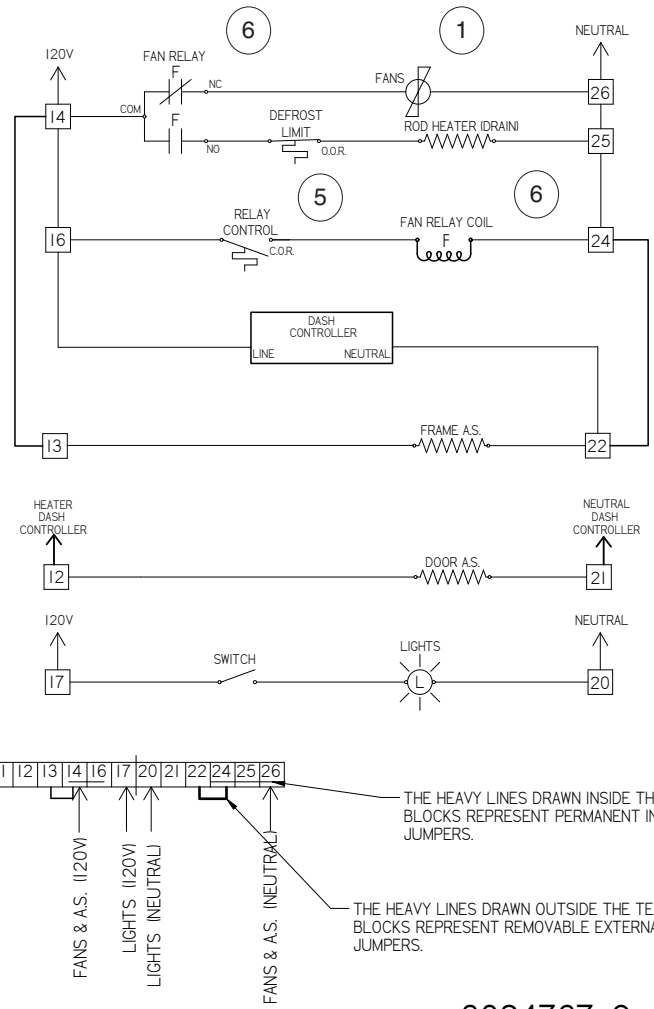 6
1
120V
NEUTRAL
FAN RELAY
F
NC
FANS
14
26
COM
F
DEFROST
LIMIT
ROD HEATER (DRAIN)
25
NO
O.O.R.
5
6
RELAY
CONTROL
FAN RELAY COIL
16
C.O.R.
F
24
DASH
CONTROLLER
LINE
NEUTRAL
13
FRAME A.S.
22
HEATER
DASH
CONTROLLER
NEUTRAL
DASH
CONTROLLER
12
DOOR A.S.
21
120V
NEUTRAL
LIGHTS
SWITCH
17
L
20
12 13 14 16 17 20 21 22 24 25 26
THE HEAVY LINES DRAWN INSIDE
BLOCKS REPRESENT PERMANENT
JUMPERS.
FANS & A.S. (120V)
LIGHTS (120V)
LIGHTS (NEUTRAL)
FANS & A.S. (NEUTRAL)
THE HEAVY LINES DRAWN OUTSIDE THE
BLOCKS REPRESENT REMOVABLE
JUMPERS.